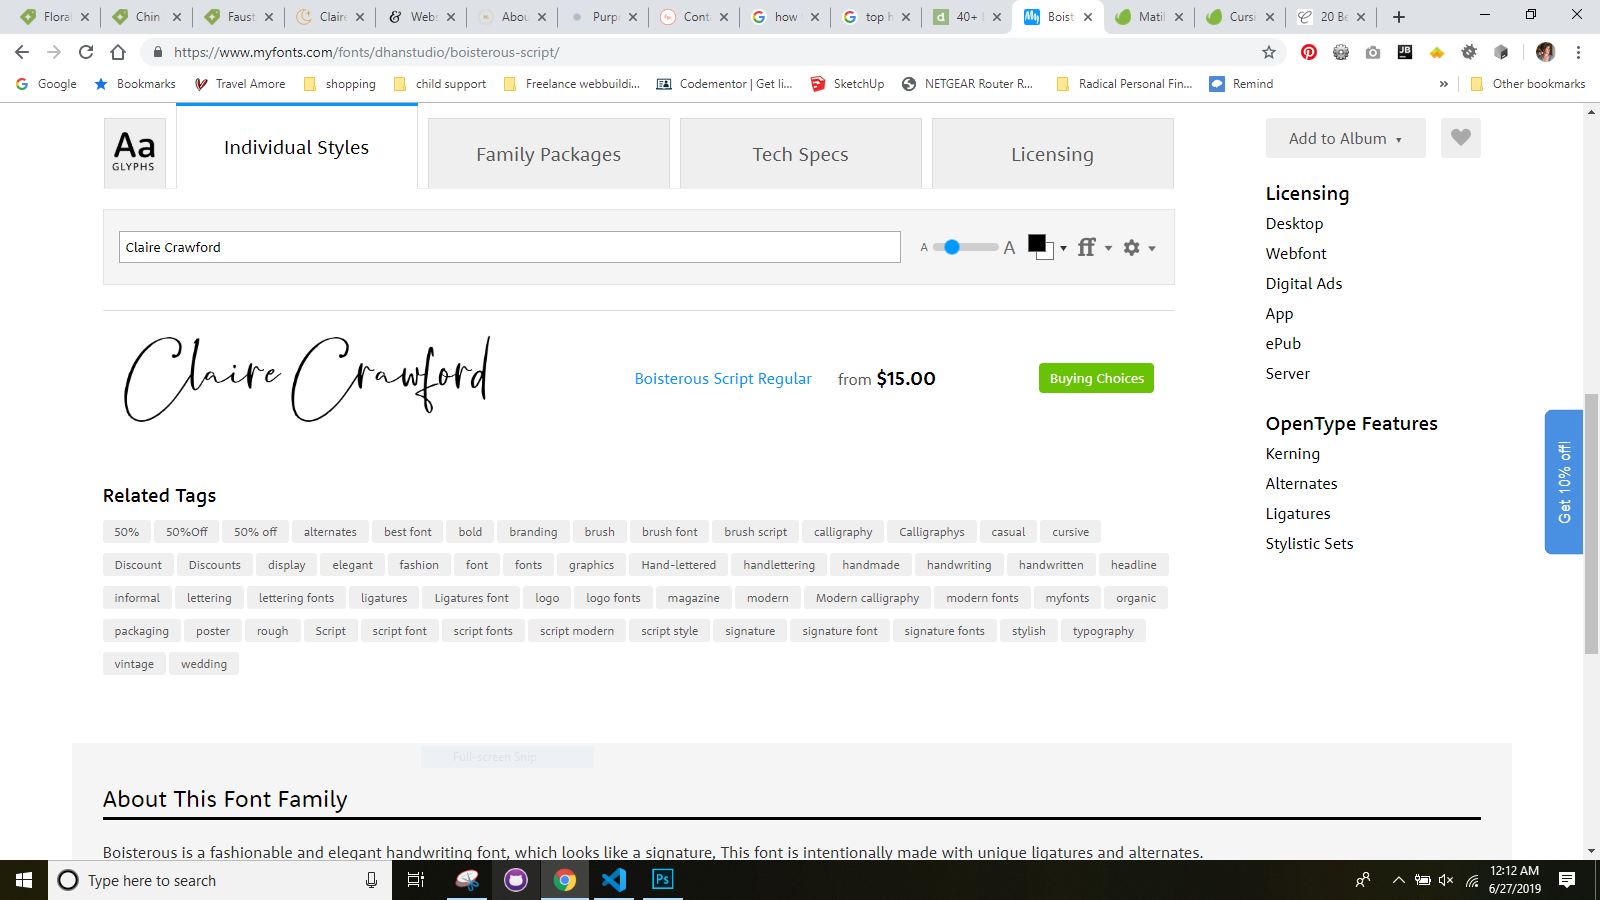 Floral
Chin
Faust
Claire
Webs
Abou
Purp
Cont
how
top h
40+
Boist
Matil
Cursi
20 Be
https://www.myfonts.com/fonts/dhanstudio/boisterous-script/
Google
Bookmarks
Travel Amore
shopping
child support
Freelance webbuildi...
Codementor | Get li...
SketchUp
NETGEAR Router R...
Radical Personal Fin...
Remind
»
Other bookmarks
Aa
GLYPHS
Individual Styles
Family Packages
Tech Specs
Licensing
Add to Album
Claire Crawford
A
A
ff
Claire Crawford
Boisterous Script Regular from $15.00
Buying Choices
Licensing
Desktop
Webfont
Digital Ads
App
ePub
Server
OpenType Features
Kerning
Alternates
Ligatures
Stylistic Sets
Get 10% off!
Related Tags
50% 50%Off 50% off alternates best font bold branding brush brush font brush script calligraphy Calligraphys casual cursive
Discount Discounts display elegant fashion font fonts graphics Hand-lettered handlettering handmade handwriting handwritten headline
informal lettering lettering fonts ligatures Ligatures font logo logo fonts magazine modern Modern calligraphy modern fonts myfonts organic
packaging poster rough Script script font script fonts script modern script style signature signature font signature fonts stylish typography
vintage wedding
Full-screen Snip
About This Font Family
Boisterous is a fashionable and elegant handwriting font, which looks like a signature, This font is intentionally made with unique ligatures and alternates.
Type here to search
Ps
12:12 AM
6/27/2019